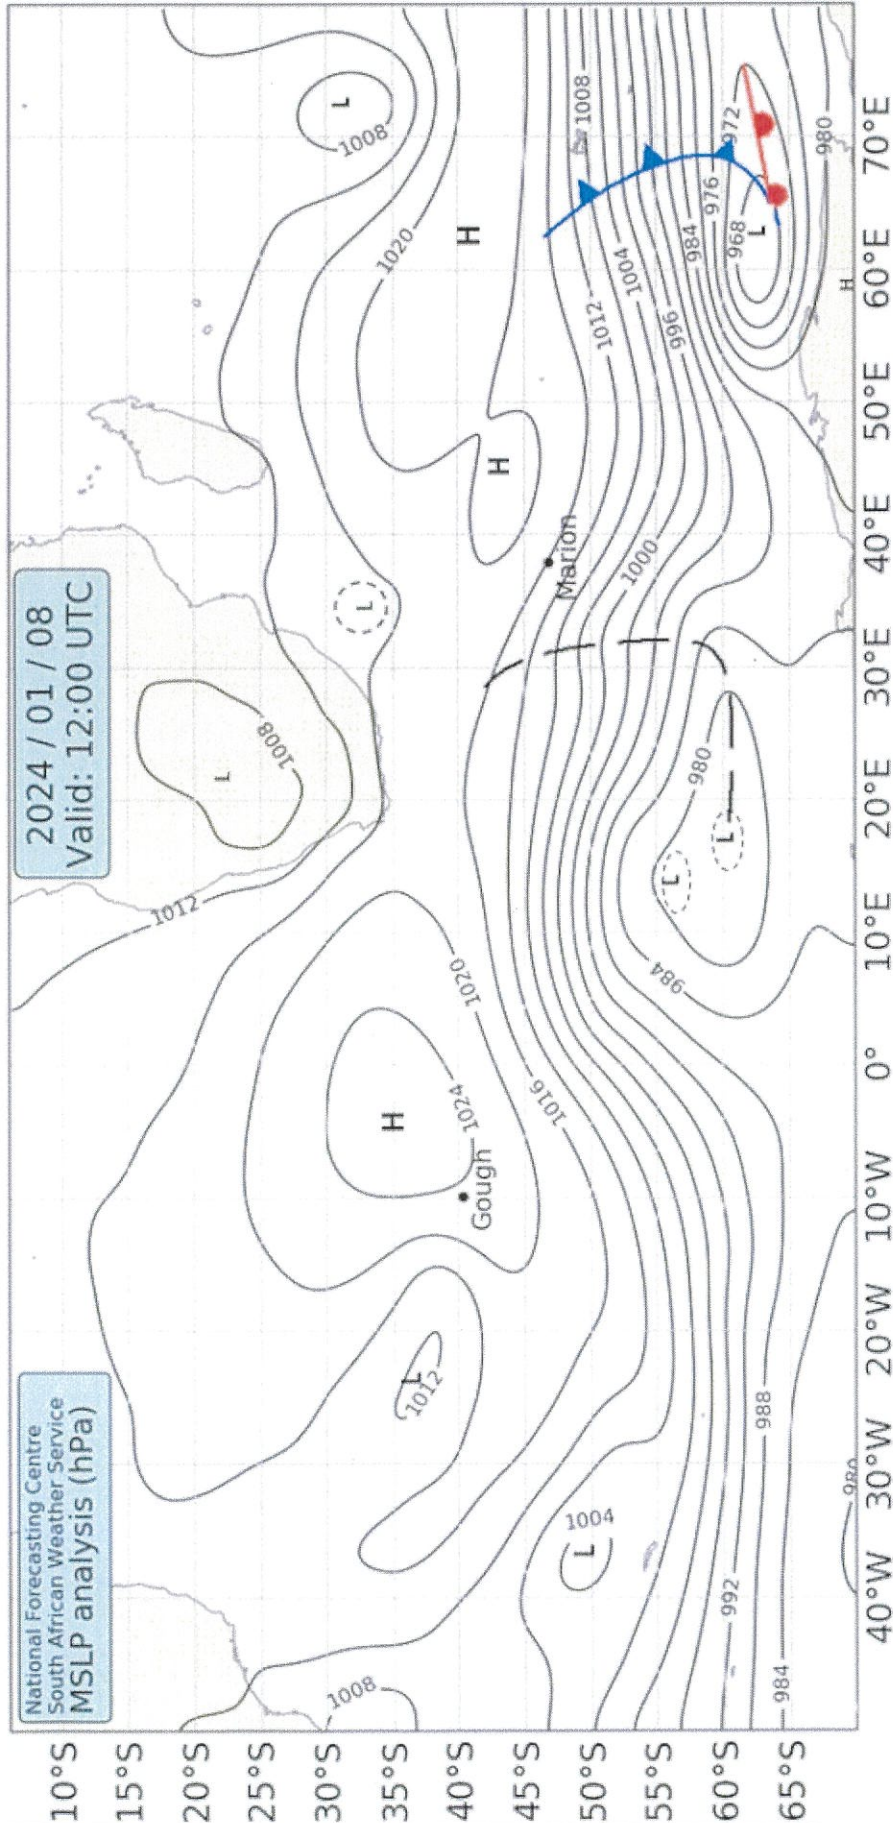 National Forecasting Centre
South African Weather Service
MSLP analysis (hPa)
2024 / 01 / 08
Valid: 12:00 UTC
10°S
15°S
20°S
25°S
30°S
35°S
40°S
45°S
50°S
55°S
60°S
65°S
1012
L
1008
L
1008
L
1008
1020
H
H
H
1024
1020
Gough
L
1012
L
1004
1016
Marion
1012
1008
1004
1000
996
984
976
972
968
L
980
H
L
L
980
984
988
992
984
980
40°W
30°W
20°W
10°W
0°
10°E
20°E
30°E
40°E
50°E
60°E
70°E